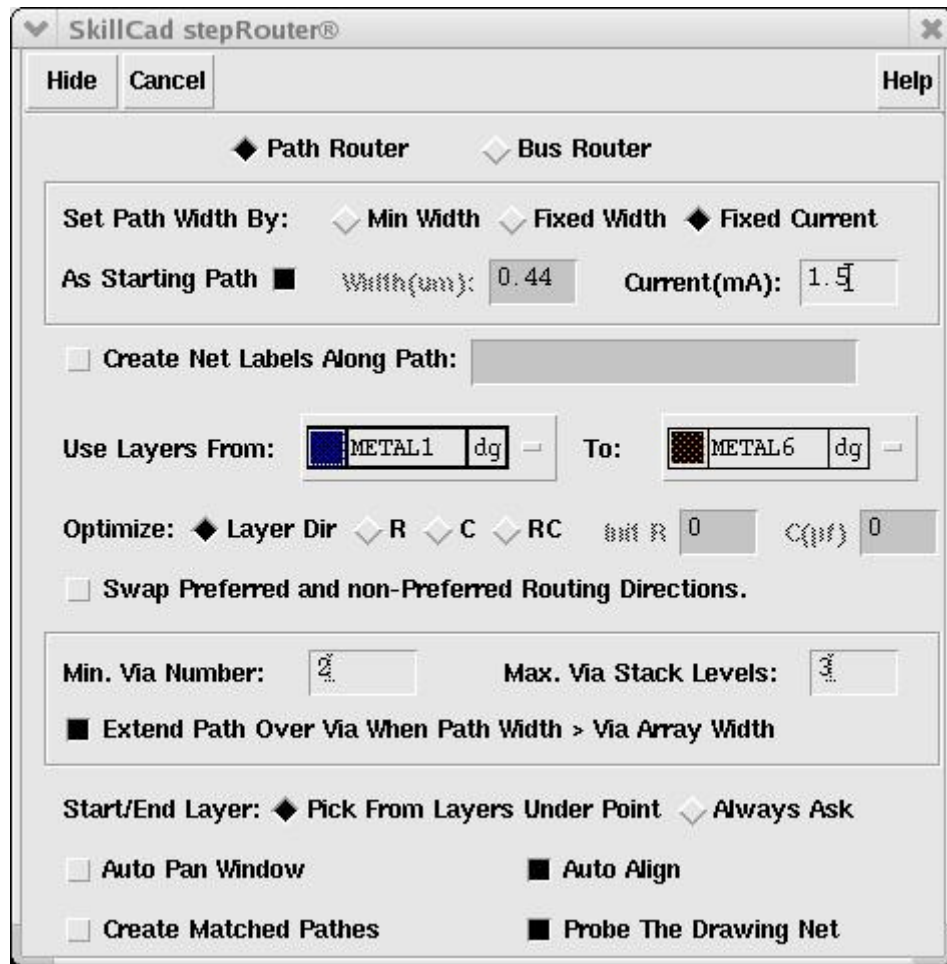 SkillCad stepRouter®
Hide Cancel Help
Path Router Bus Router
Set Path Width By: Min Width Fixed Width Fixed Current
As Starting Path Width(um): 0.44 Current(mA): 1.5
Create Net Labels Along Path:
Use Layers From: METAL1 dg To: METAL6 dg
Optimize: Layer Dir R C RC Init R 0 C(pf) 0
Swap Preferred and non-Preferred Routing Directions.
Min. Via Number: 2 Max. Via Stack Levels: 3
Extend Path Over Via When Path Width > Via Array Width
Start/End Layer: Pick From Layers Under Point Always Ask
Auto Pan Window Auto Align
Create Matched Pathes Probe The Drawing Net